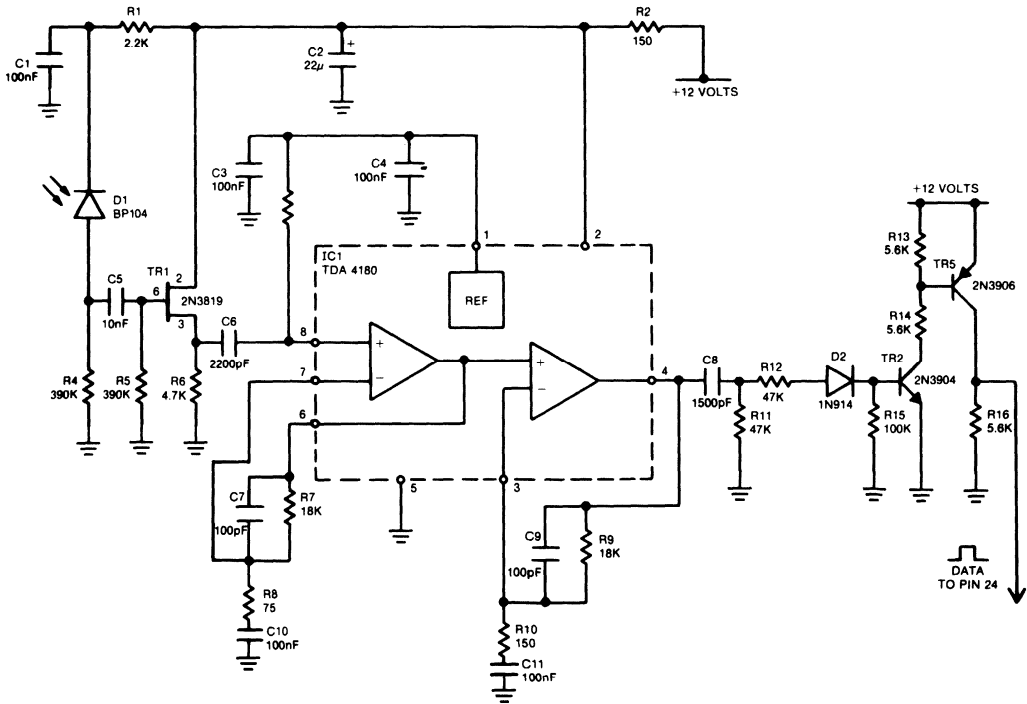 R1
2.2K
R2
150
C1
100nF
C2
+
22μ
+12 VOLTS
D1
BP104
C3
100nF
C4
100nF
1
2
IC1
TDA 4180
REF
+12 VOLTS
R13
5.6K
TR5
2N3906
C5
10nF
6
TR1
2
2N3819
3
C6
2200pF
8
7
6
+
−
+
−
4
C8
1500pF
R12
47K
D2
1N914
R14
5.6K
TR2
2N3904
R4
390K
R5
390K
R6
4.7K
R11
47K
R15
100K
R16
5.6K
5
3
C7
100pF
R7
18K
C9
100pF
R9
18K
R8
75
C10
100nF
R10
150
C11
100nF
DATA
TO PIN 24